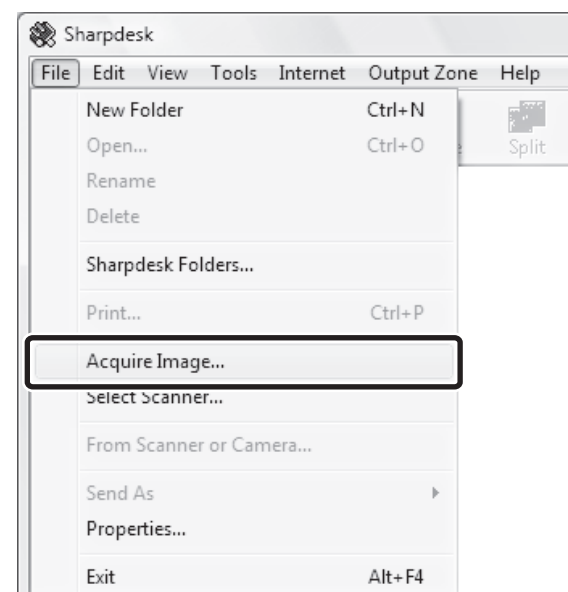 Sharpdesk
File Edit View Tools Internet Output Zone Help
New Folder Ctrl+N
Open... Ctrl+O
Split
Rename
Delete
Sharpdesk Folders...
Print... Ctrl+P
Acquire Image...
Select Scanner...
From Scanner or Camera...
Send As
Properties...
Exit Alt+F4